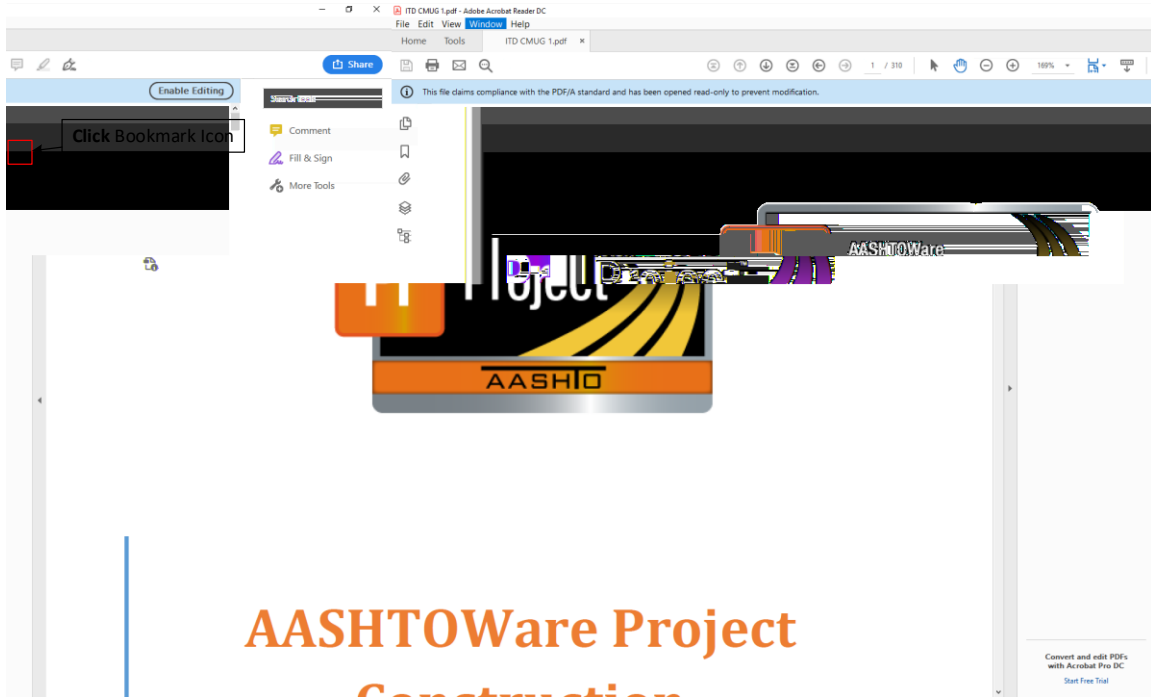 ITD CMUG 1.pdf - Adobe Acrobat Reader DC
File Edit View Window Help
Home Tools ITD CMUG 1.pdf ×
Share
1 / 310
169%
Enable Editing
This file claims compliance with the PDF/A standard and has been opened read-only to prevent modification.
Click Bookmark Icon
Comment
Fill & Sign
More Tools
AASHTOWare
Project
AASHTO
AASHTOWare Project
Construction
Convert and edit PDFs
with Acrobat Pro DC
Start Free Trial